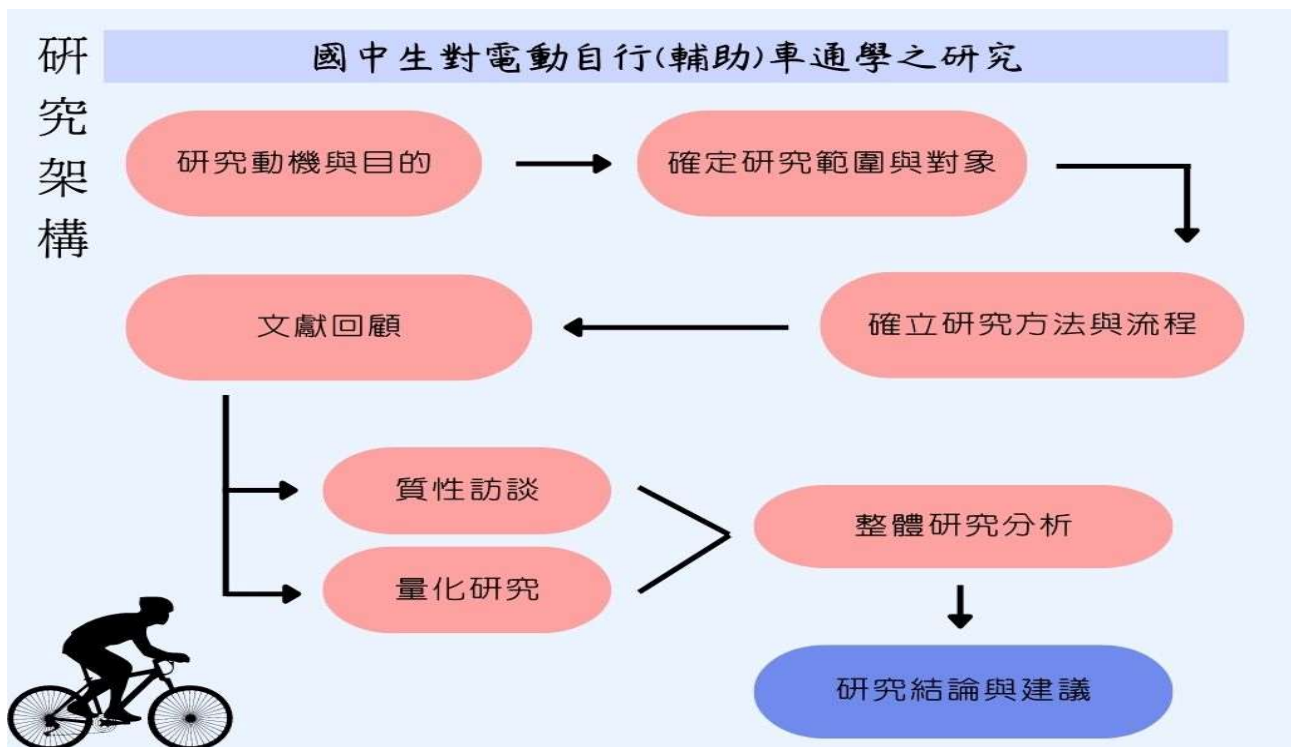 研究架構
國中生對電動自行(輔助)車通學之研究
研究動機與目的
確定研究範圍與對象
確立研究方法與流程
文獻回顧
質性訪談
量化研究
整體研究分析
研究結論與建議